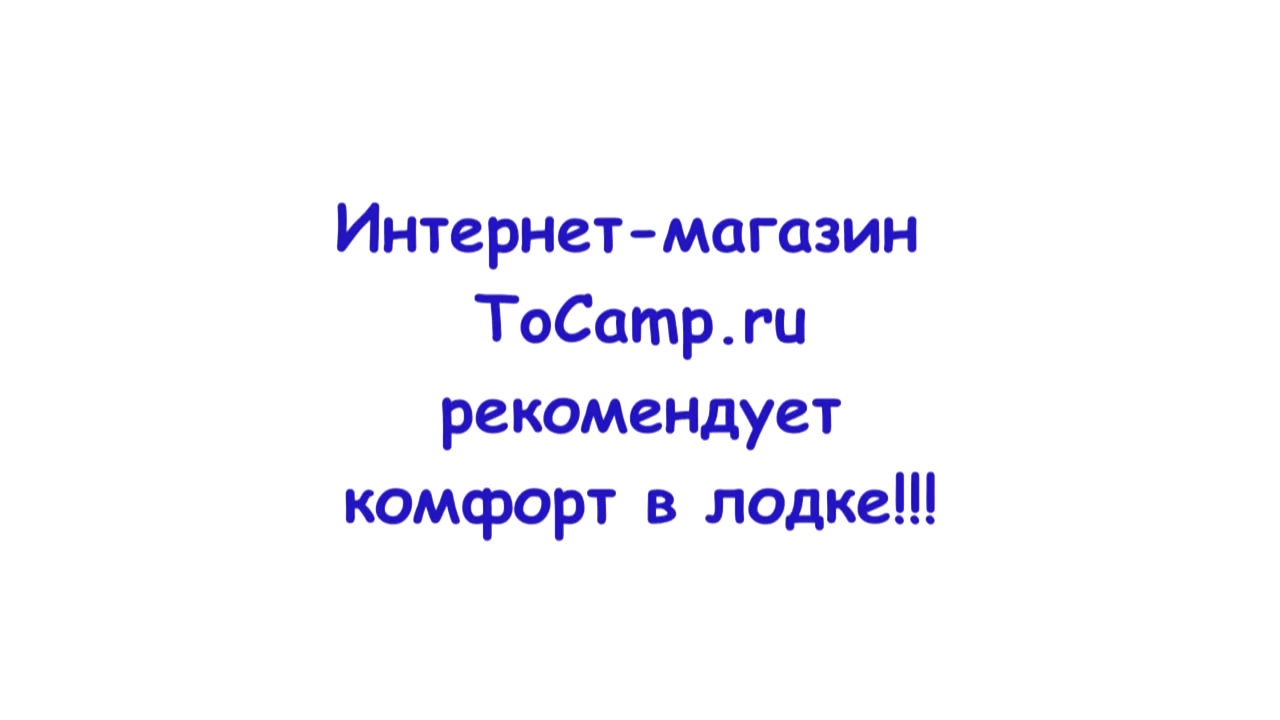 Интернет-магазин
ToCamp.ru
рекомендует
комфорт в лодке!!!